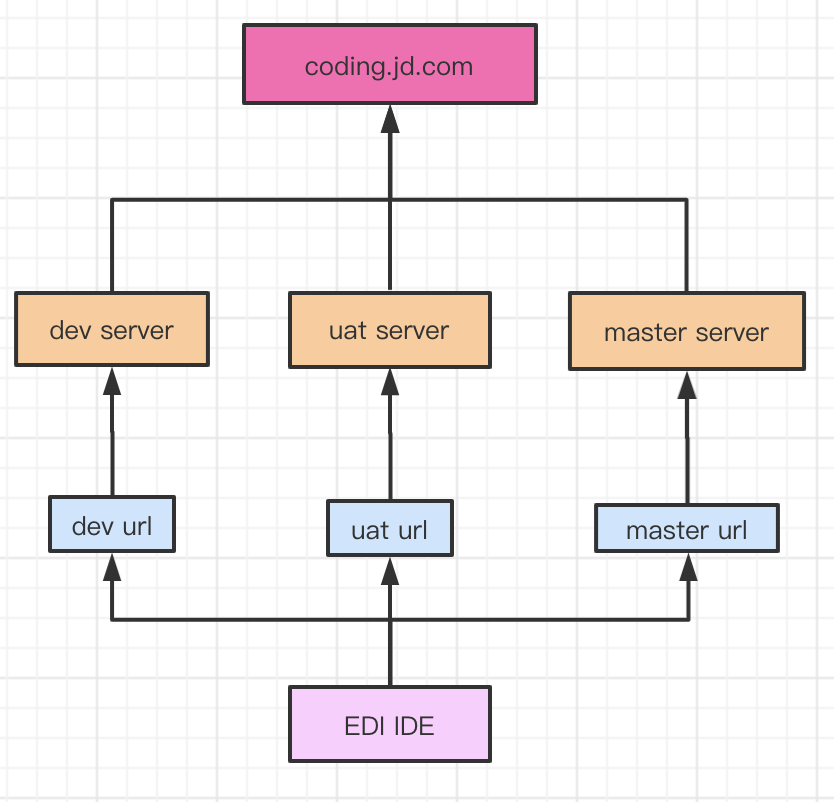 coding.jd.com
dev server
uat server
master server
dev url
uat url
master url
EDI IDE